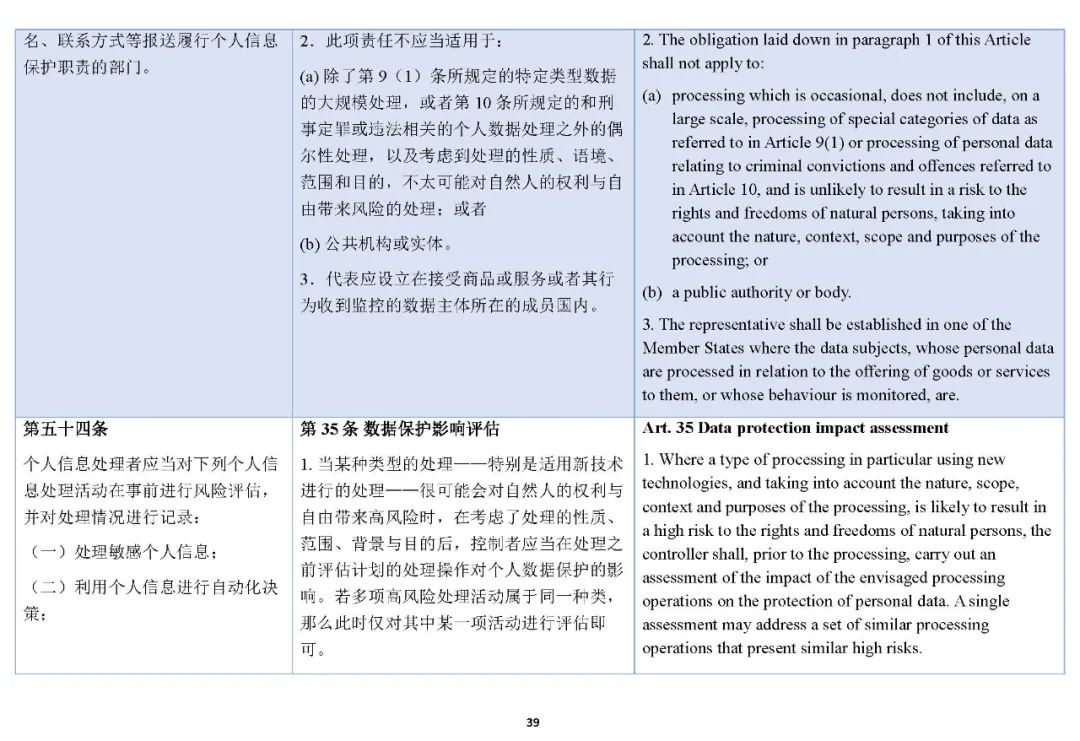 名、联系方式等报送履行个人信息
保护职责的部门。
2．此项责任不应当适用于：
(a) 除了第 9（1）条所规定的特定类型数据
的大规模处理，或者第 10 条所规定的和刑
事定罪或违法相关的个人数据处理之外的偶
尔性处理，以及考虑到处理的性质、语境、
范围和目的，不太可能对自然人的权利与自
由带来风险的处理；或者
(b) 公共机构或实体。
3．代表应设立在接受商品或服务或者其行
为收到监控的数据主体所在的成员国内。
2. The obligation laid down in paragraph 1 of this Article
shall not apply to:
(a) processing which is occasional, does not include, on a
large scale, processing of special categories of data as
referred to in Article 9(1) or processing of personal data
relating to criminal convictions and offences referred to
in Article 10, and is unlikely to result in a risk to the
rights and freedoms of natural persons, taking into
account the nature, context, scope and purposes of the
processing; or
(b) a public authority or body.
3. The representative shall be established in one of the
Member States where the data subjects, whose personal data
are processed in relation to the offering of goods or services
to them, or whose behaviour is monitored, are.
第五十四条
个人信息处理者应当对下列个人信
息处理活动在事前进行风险评估，
并对处理情况进行记录：
（一）处理敏感个人信息；
（二）利用个人信息进行自动化决
策；
第 35 条 数据保护影响评估
1. 当某种类型的处理——特别是适用新技术
进行的处理——很可能会对自然人的权利与
自由带来高风险时，在考虑了处理的性质、
范围、背景与目的后，控制者应当在处理之
前评估计划的处理操作对个人数据保护的影
响。若多项高风险处理活动属于同一种类，
那么此时仅对其中某一项活动进行评估即
可。
Art. 35 Data protection impact assessment
1. Where a type of processing in particular using new
technologies, and taking into account the nature, scope,
context and purposes of the processing, is likely to result in
a high risk to the rights and freedoms of natural persons, the
controller shall, prior to the processing, carry out an
assessment of the impact of the envisaged processing
operations on the protection of personal data. A single
assessment may address a set of similar processing
operations that present similar high risks.
39